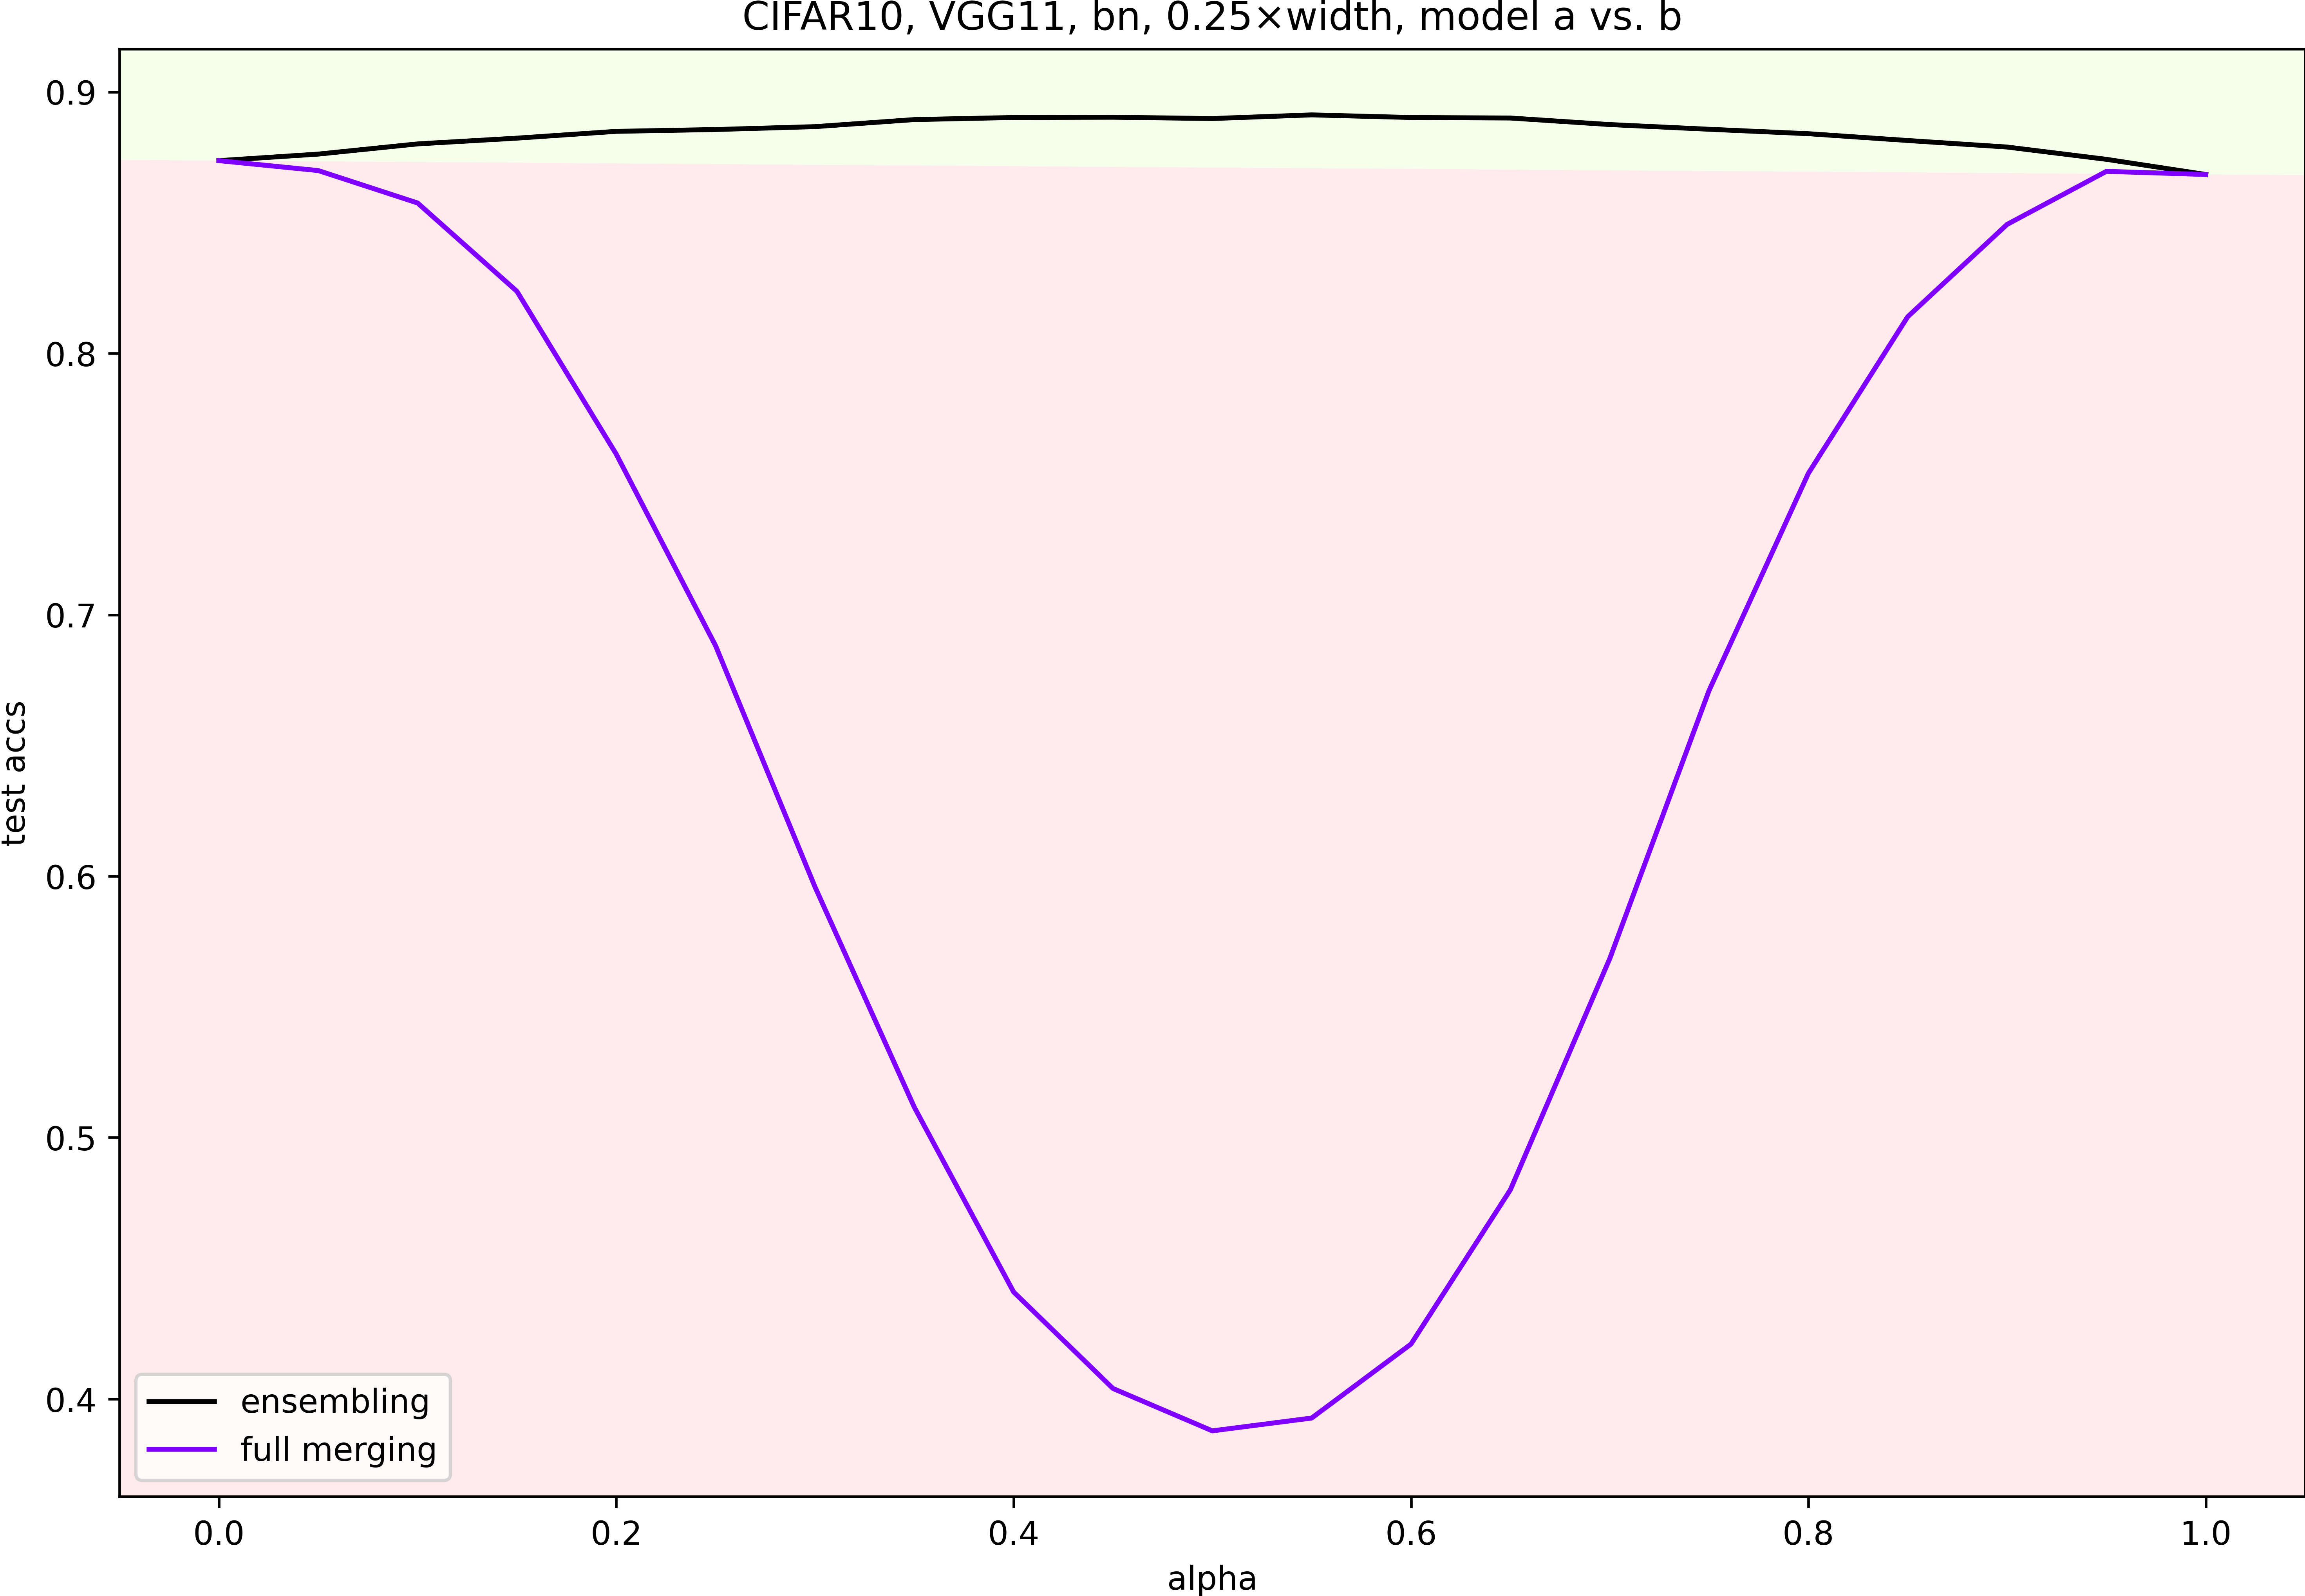 CIFAR10, VGG11, bn, 0.25×width, model a vs. b
0.9
0.8
0.7
0.6
0.5
0.4
test accs
ensembling
full merging
0.0 0.2 0.4 0.6 0.8 1.0
alpha